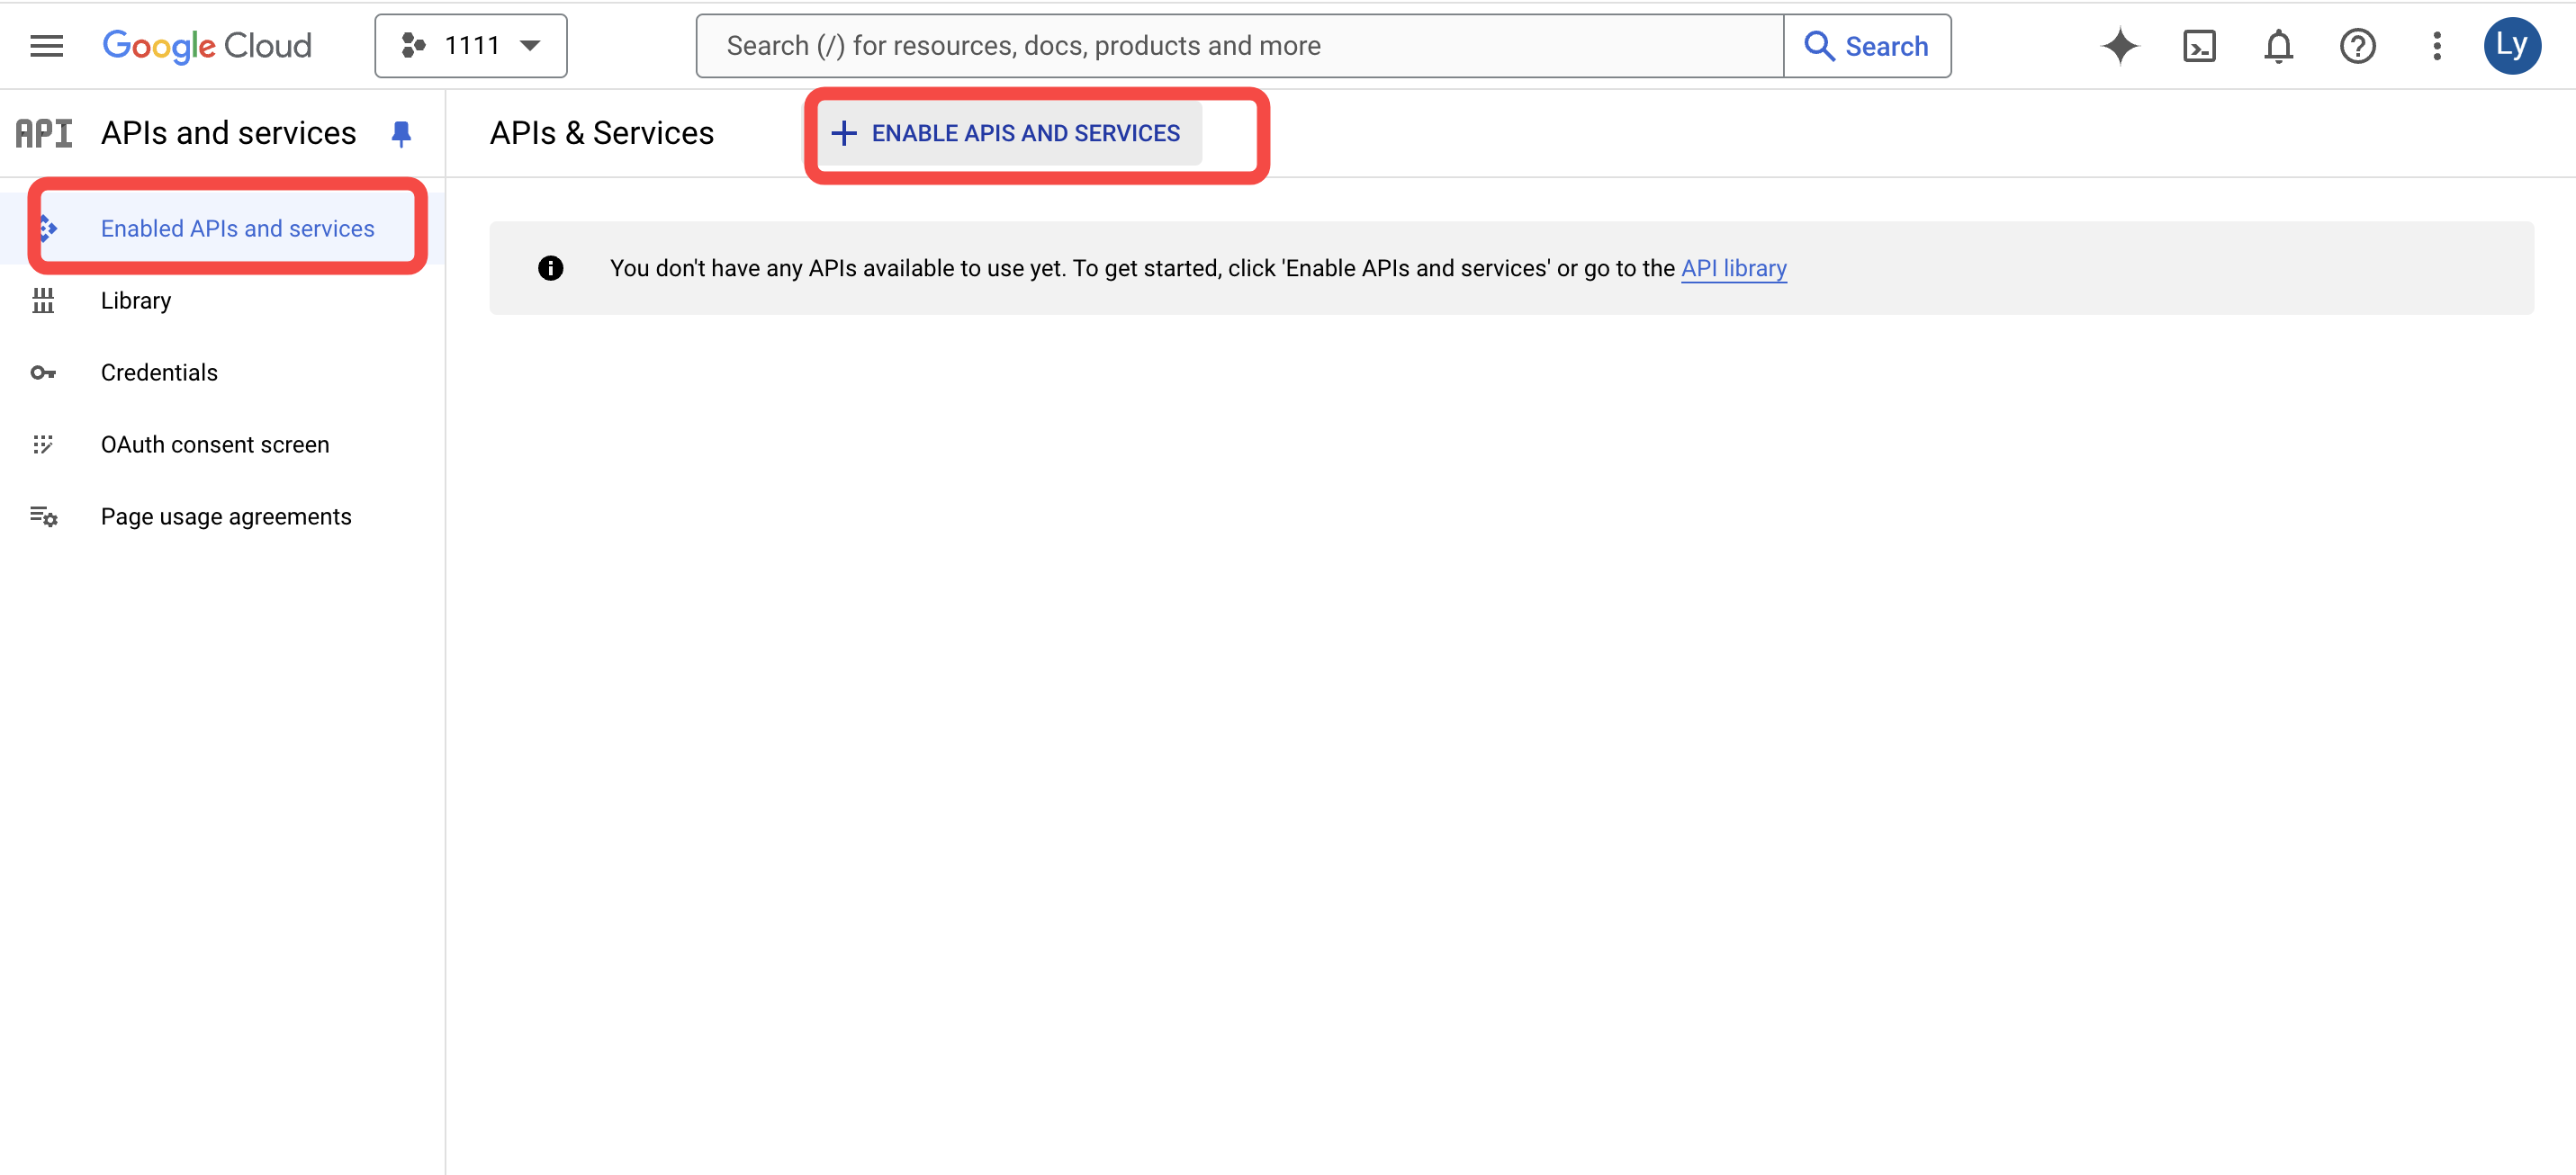 Google Cloud
1111
Search (/) for resources, docs, products and more
Search
Ly
API
APIs and services
APIs & Services
ENABLE APIS AND SERVICES
Enabled APIs and services
You don't have any APIs available to use yet. To get started, click 'Enable APIs and services' or go to the API library
Library
Credentials
OAuth consent screen
Page usage agreements